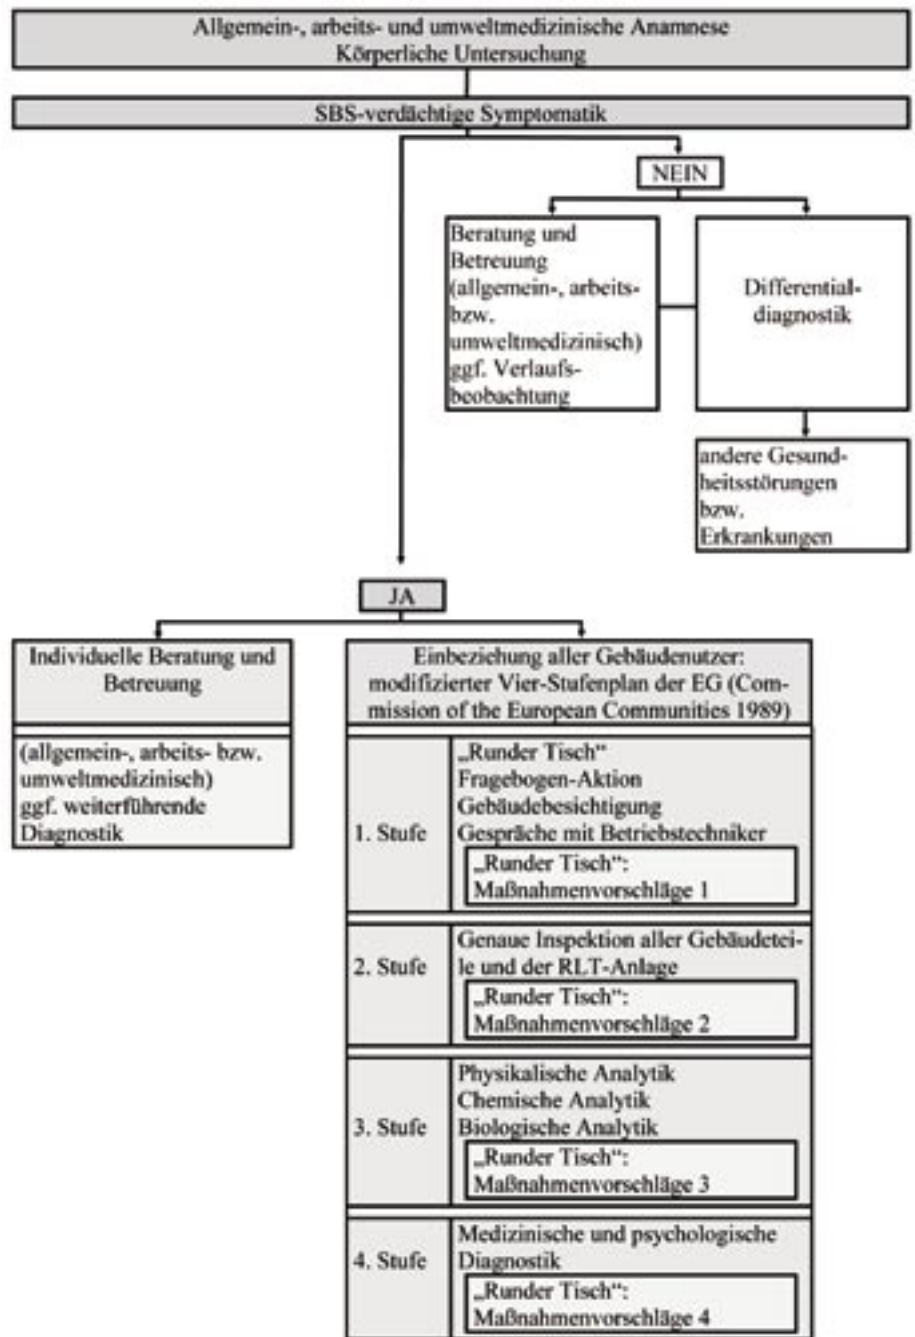 Allgemein-, arbeits- und umweltmedizinische Anamnese
Körperliche Untersuchung
SBS-verdächtige Symptomatik
NEIN
Beratung und
Betreuung
(allgemein-, arbeits-
bzw.
umweltmedizinisch)
ggf. Verlaufs-
beobachtung
Differential-
diagnostik
andere Gesund-
heitsstörungen
bzw.
Erkrankungen
JA
Individuelle Beratung und
Betreuung
(allgemein-, arbeits- bzw.
umweltmedizinisch)
ggf. weiterführende
Diagnostik
Einbeziehung aller Gebäudenutzer:
modifizierter Vier-Stufenplan der EG (Com-
mission of the European Communities 1989)
1. Stufe
„Runder Tisch“
Fragebogen-Aktion
Gebäudebesichtigung
Gespräche mit Betriebstechniker
„Runder Tisch“:
Maßnahmenvorschläge 1
2. Stufe
Genaue Inspektion aller Gebäudetei-
le und der RLT-Anlage
„Runder Tisch“:
Maßnahmenvorschläge 2
3. Stufe
Physikalische Analytik
Chemische Analytik
Biologische Analytik
„Runder Tisch“:
Maßnahmenvorschläge 3
4. Stufe
Medizinische und psychologische
Diagnostik
„Runder Tisch“:
Maßnahmenvorschläge 4